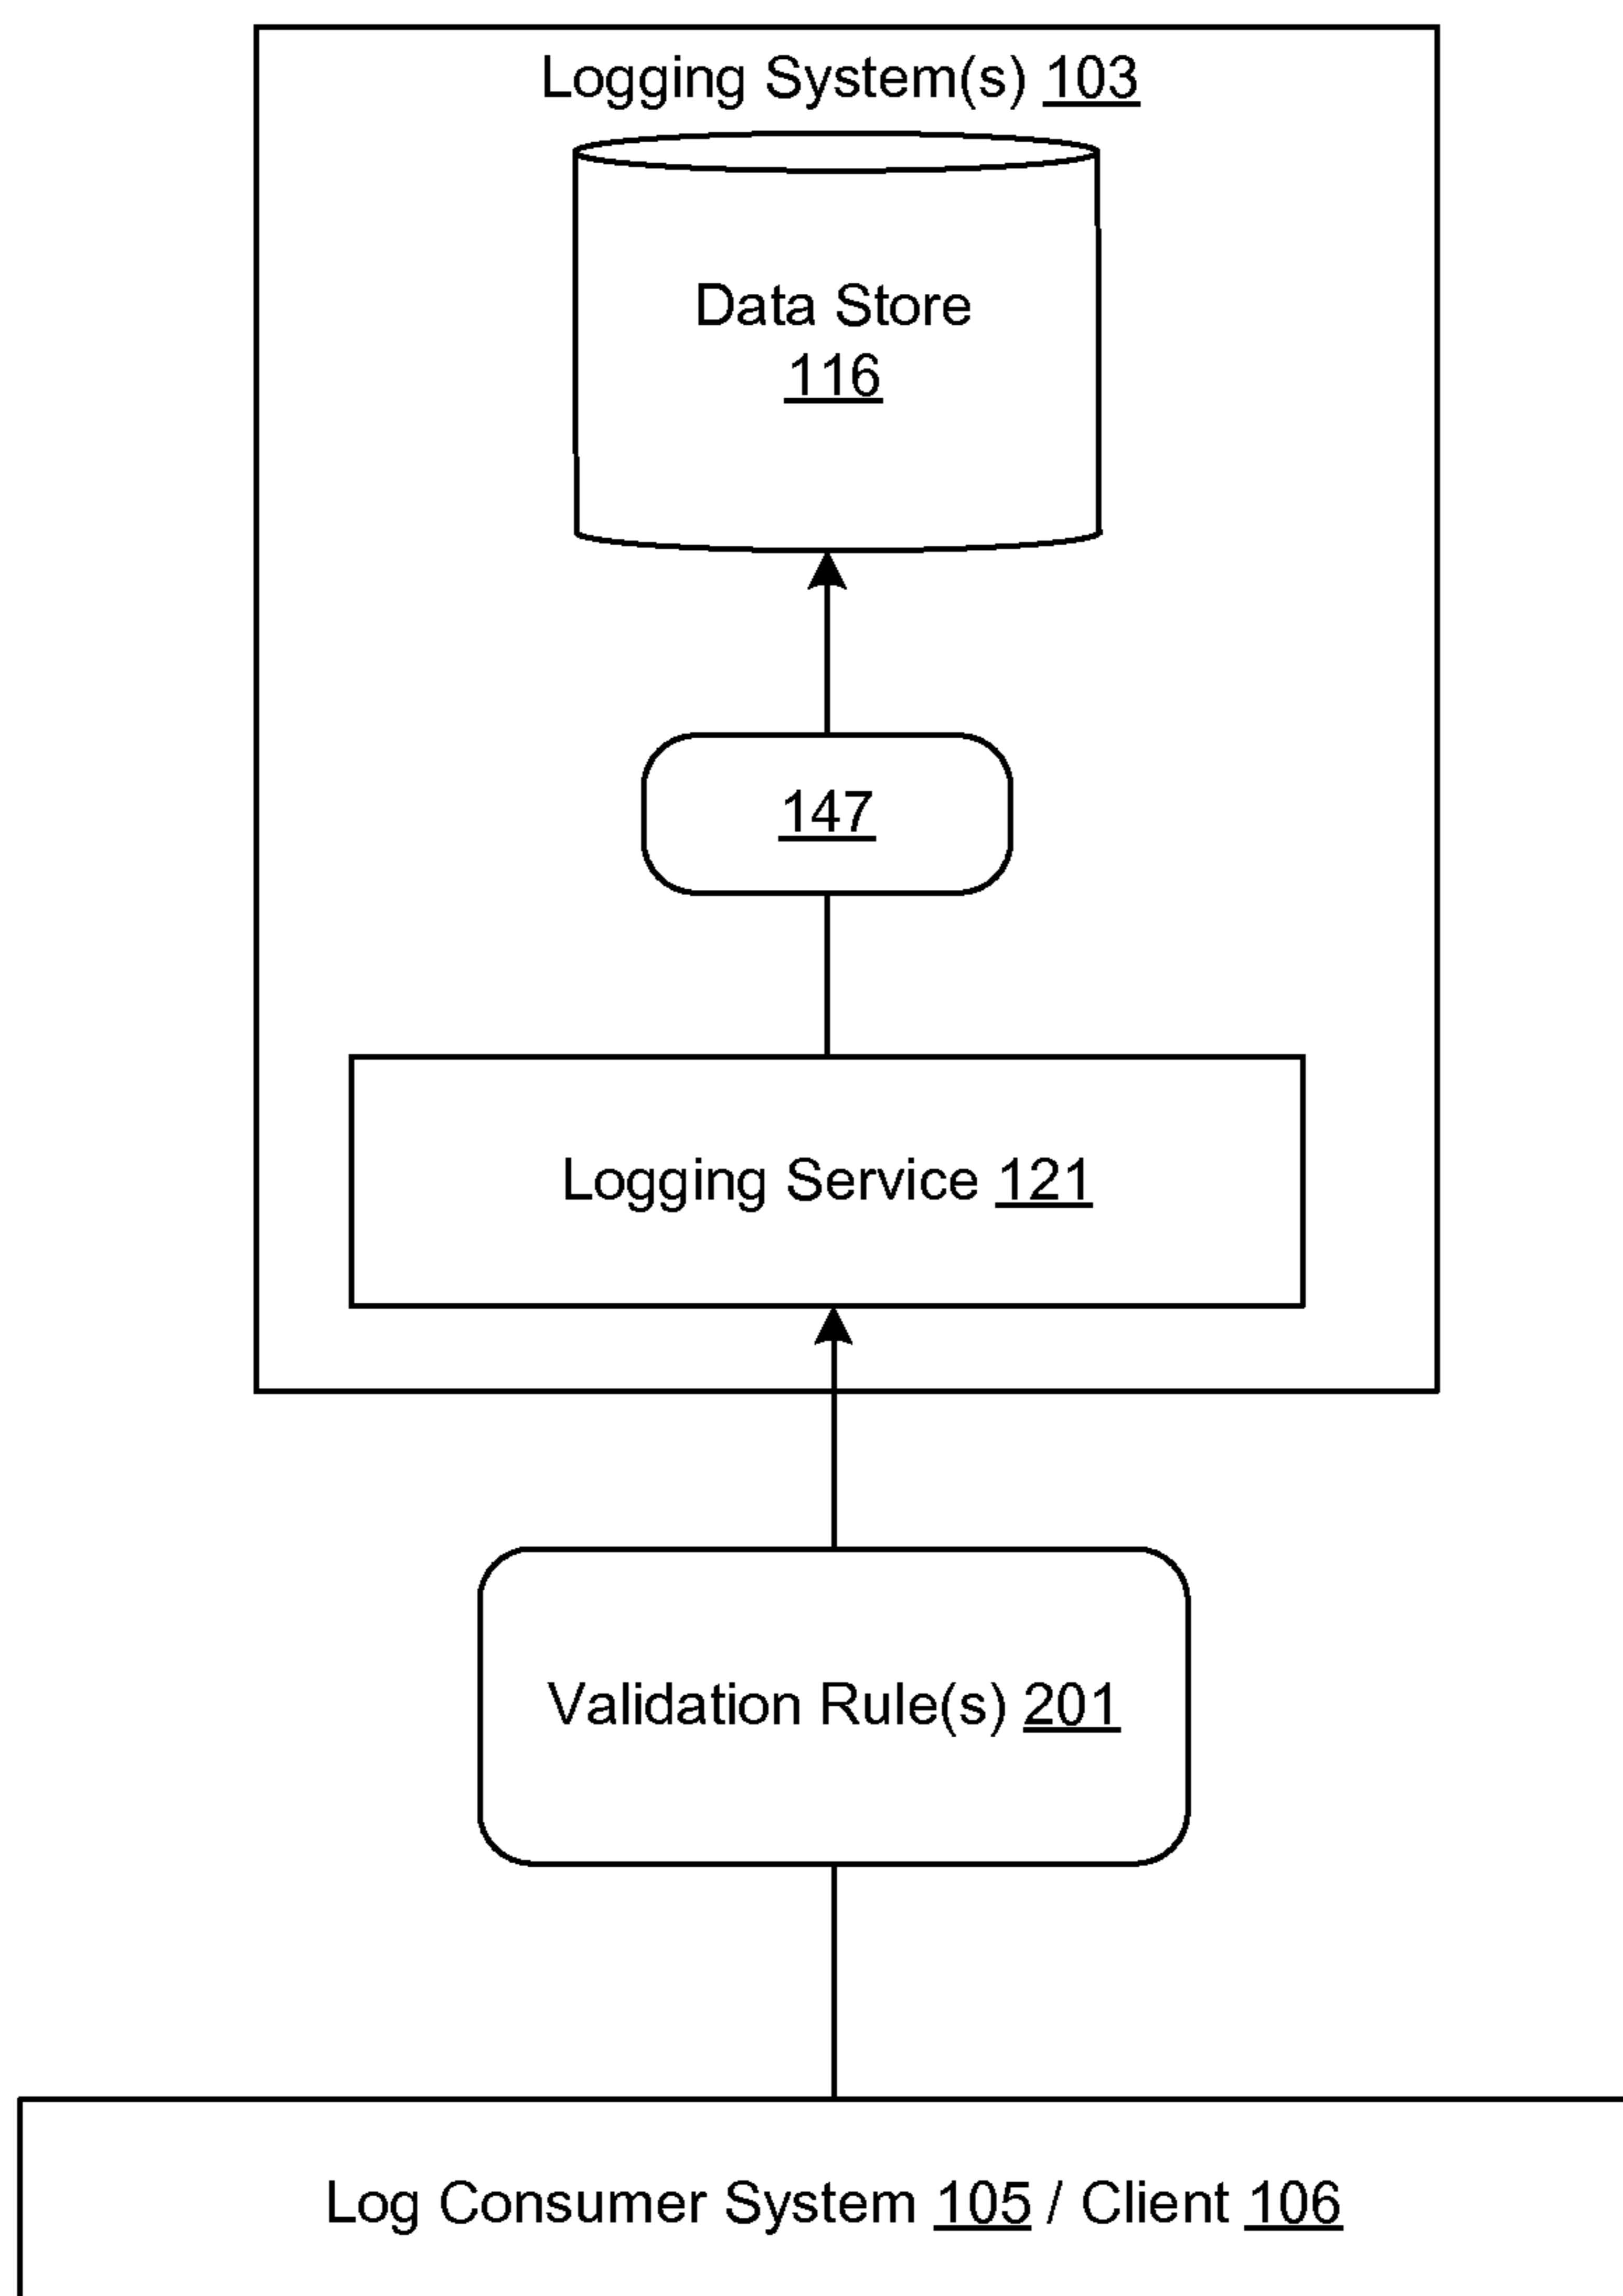 Logging System(s) 103
Data Store
116
147
Logging Service 121
Validation Rule(s) 201
Log Consumer System 105 / Client 106